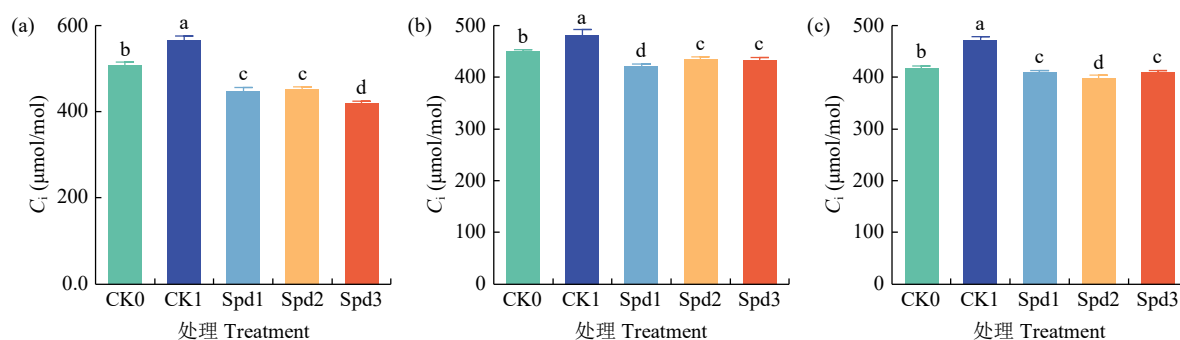 (a)
600
400
200
0.0
Ci (μmol/mol)
b
a
c
c
d
CK0 CK1 Spd1 Spd2 Spd3
处理 Treatment
(b)
500
400
300
200
100
0
Ci (μmol/mol)
b
a
d
c
c
CK0 CK1 Spd1 Spd2 Spd3
处理 Treatment
(c)
500
400
300
200
100
0
Ci (μmol/mol)
b
a
c
d
c
CK0 CK1 Spd1 Spd2 Spd3
处理 Treatment